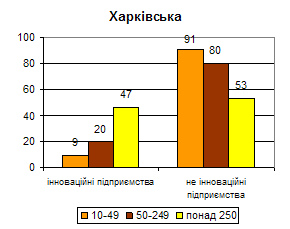 Харківська
100
80
60
40
20
0
9
20
47
91
80
53
інноваційні підприємства
не інноваційні
підприємства
10-49 50-249 понад 250